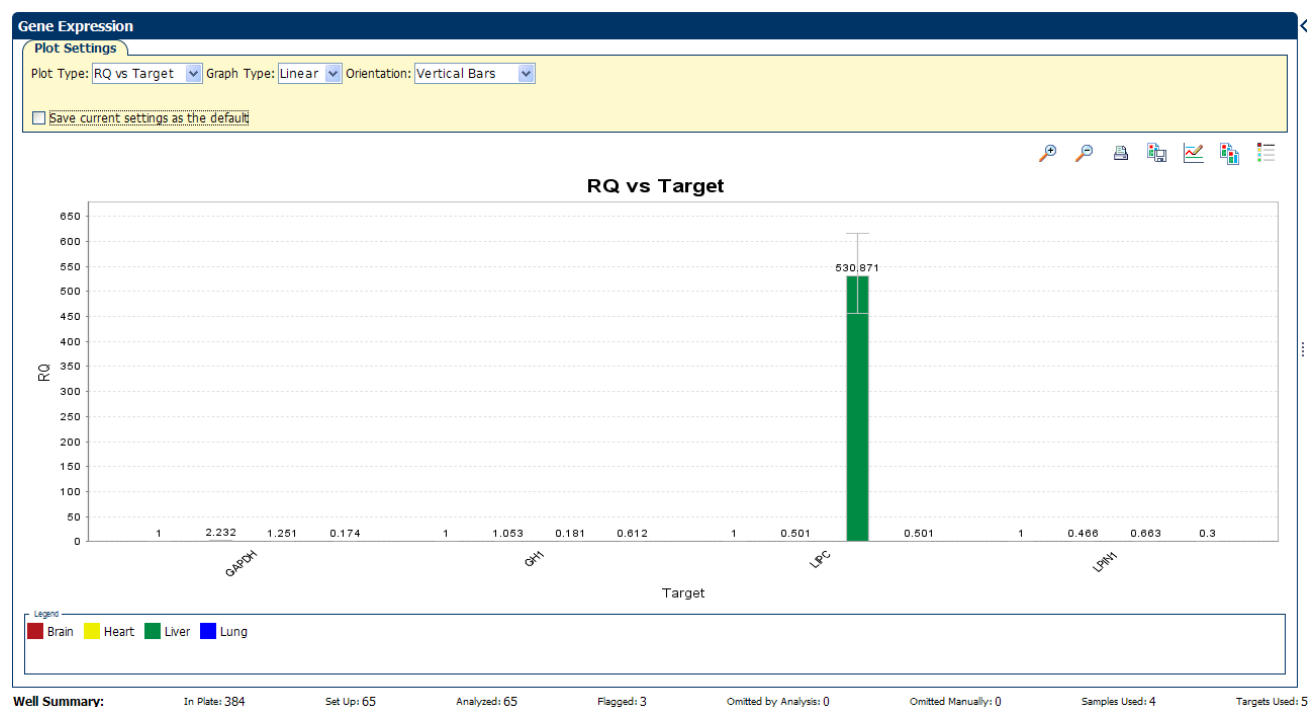 Gene Expression
Plot Settings
Plot Type: RQ vs Target Graph Type: Linear Orientation: Vertical Bars
Save current settings as the default
RQ vs Target
650
600
550
500
450
400
350
300
250
200
150
100
50
0
RQ
530.871
1 2.232 1.251 0.174 1 1.053 0.181 0.612 1 0.501 0.501 1 0.466 0.663 0.3
GAPDH GH1 LIPC LPIN1
Target
Legend
Brain Heart Liver Lung
Well Summary: In Plate: 384 Set Up: 65 Analyzed: 65 Flagged: 3 Omitted by Analysis: 0 Omitted Manually: 0 Samples Used: 4 Targets Used: 5